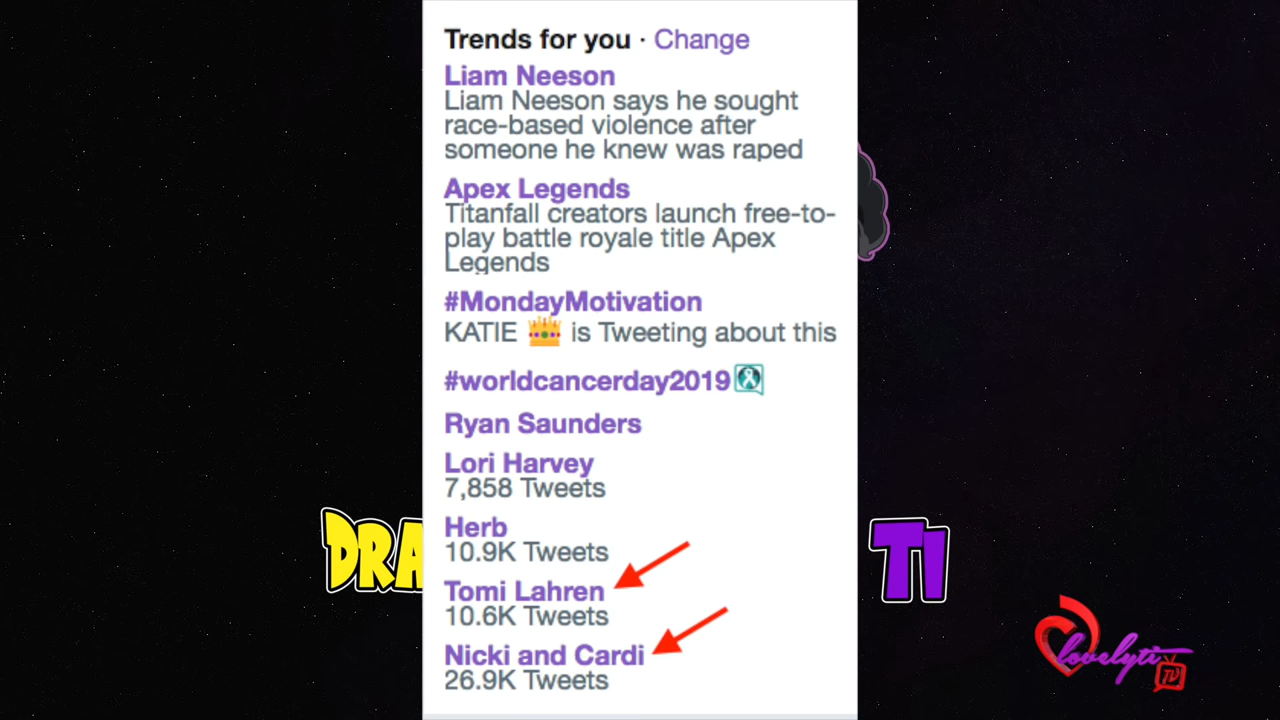 Trends for you · Change
Liam Neeson
Liam Neeson says he sought
race-based violence after
someone he knew was raped
Apex Legends
Titanfall creators launch free-to-
play battle royale title Apex
Legends
#MondayMotivation
KATIE 👑 is Tweeting about this
#worldcancerday2019
Ryan Saunders
Lori Harvey
7,858 Tweets
Herb
10.9K Tweets
Tomi Lahren
10.6K Tweets
Nicki and Cardi
26.9K Tweets
DRA
TI
lovelyti
TV